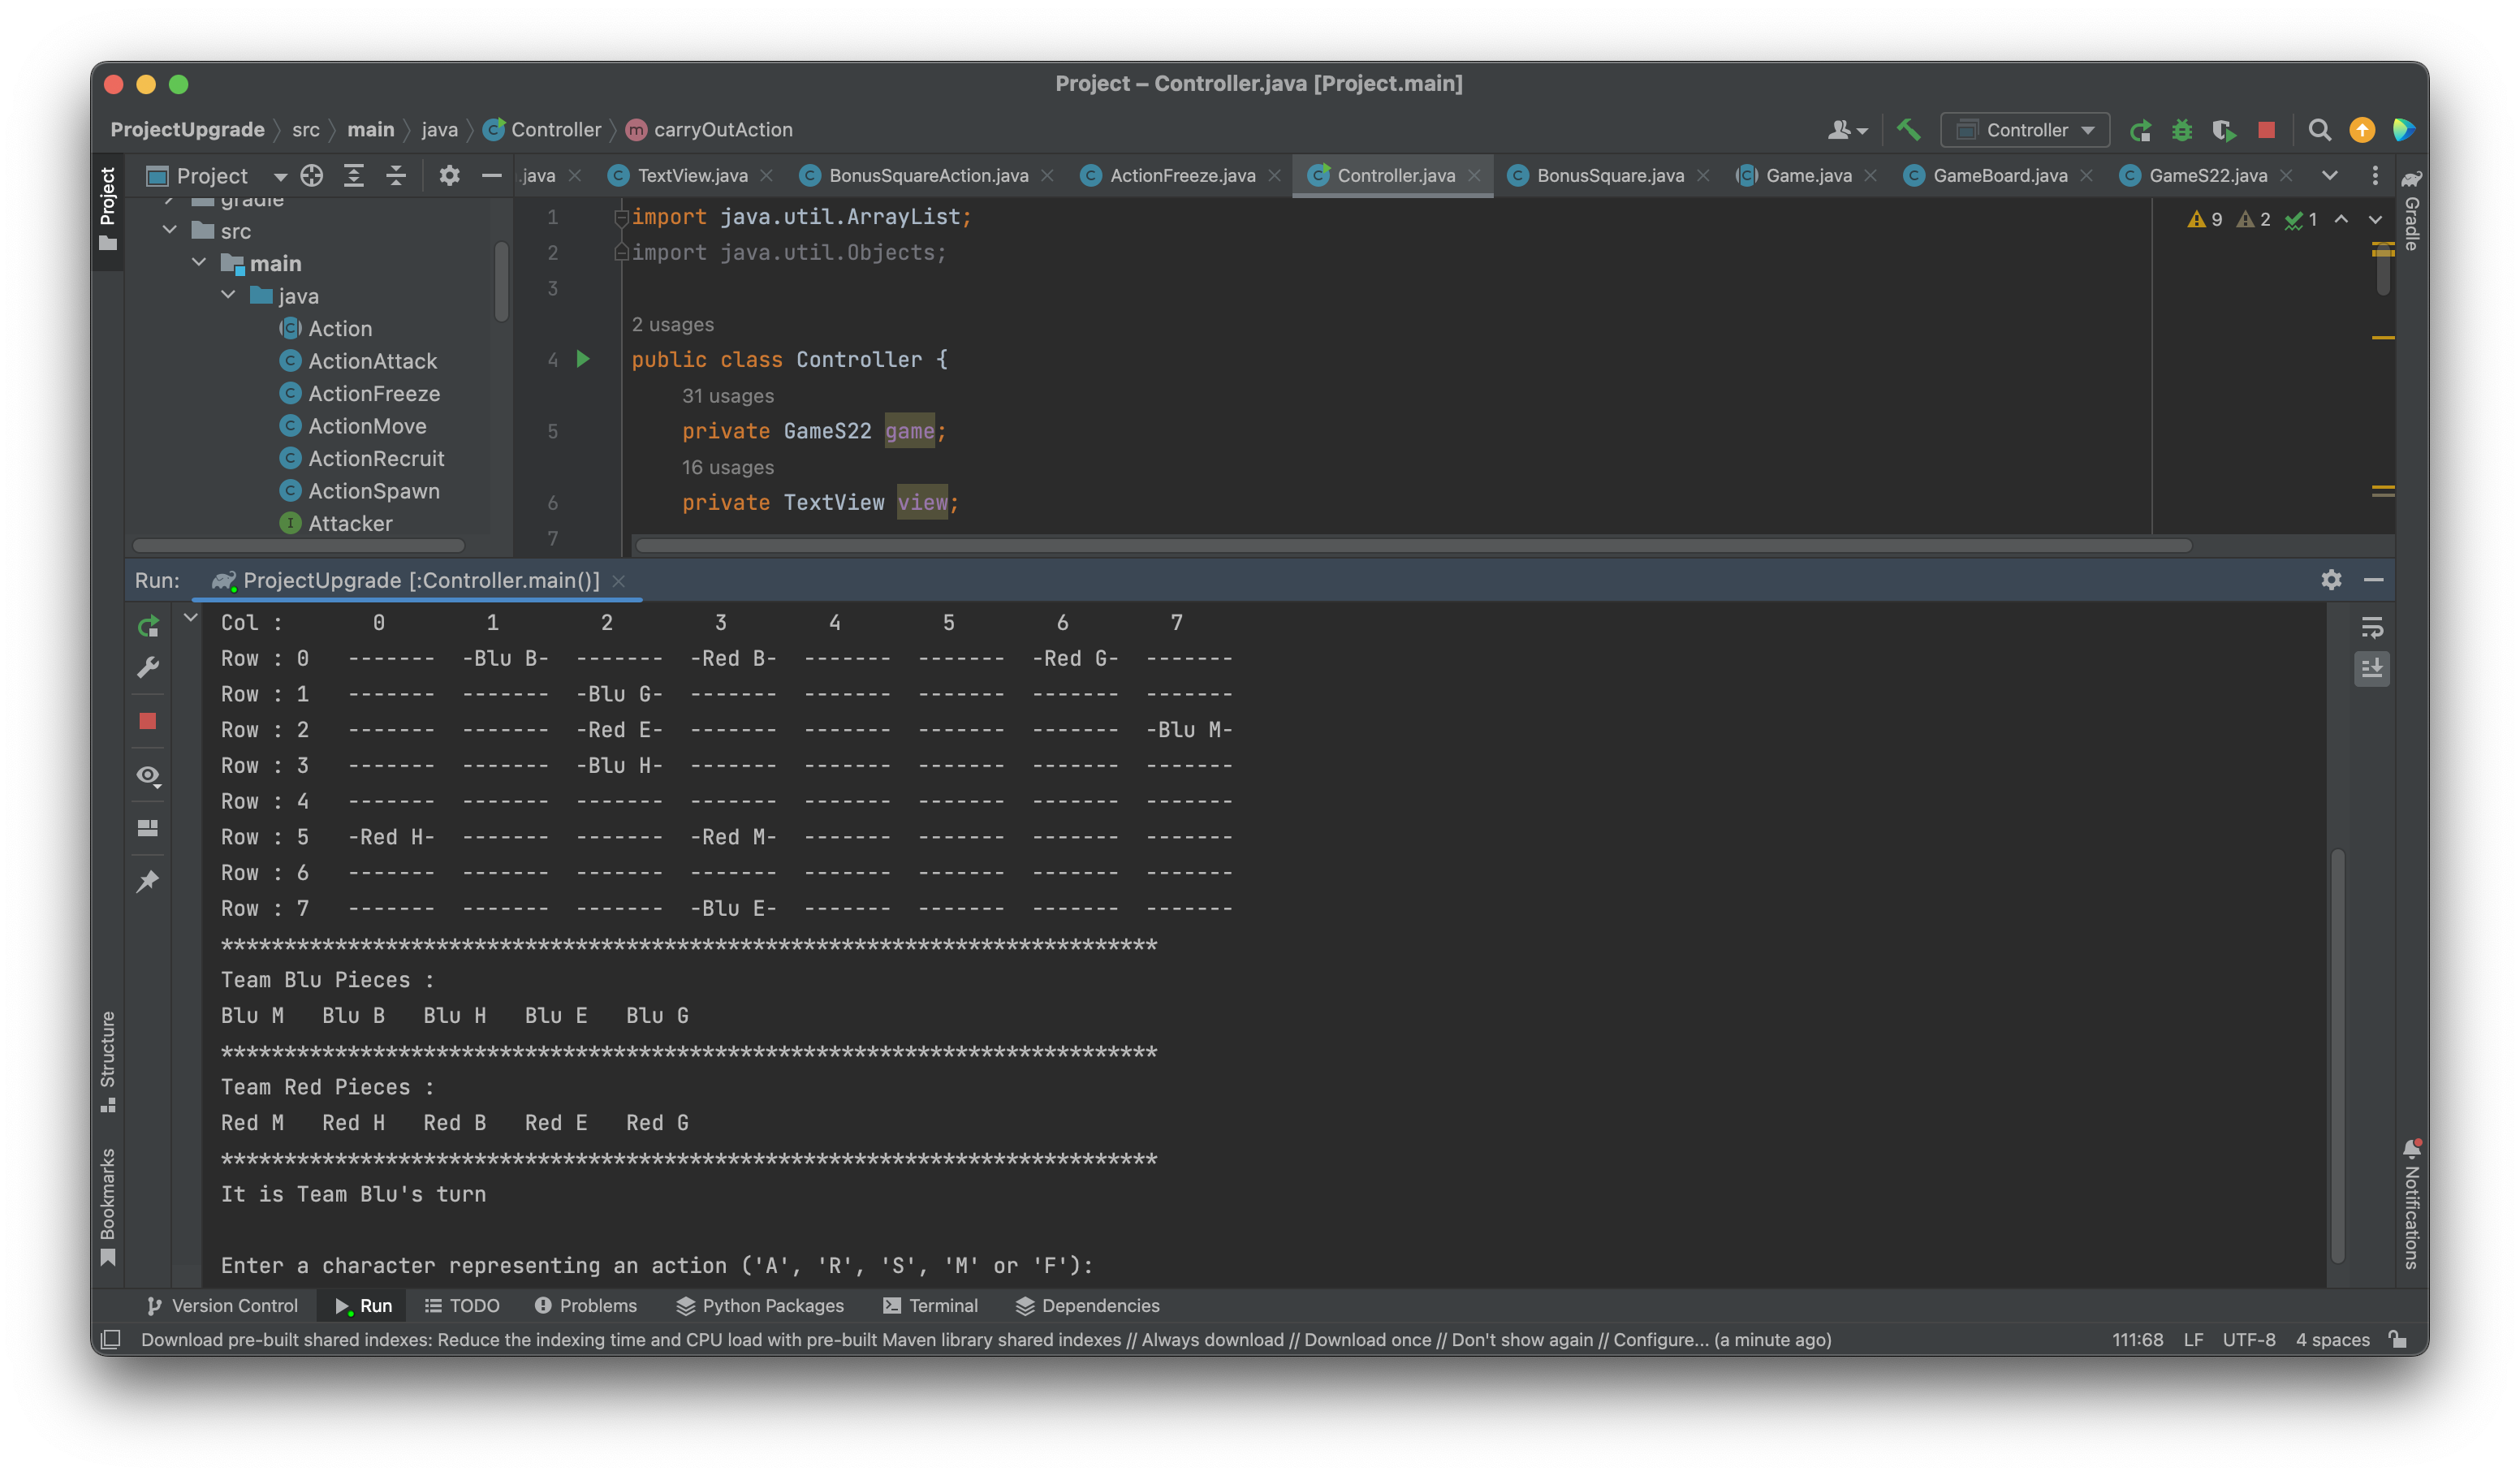 Project – Controller.java [Project.main]
ProjectUpgrade src main java Controller m carryOutAction Controller
Project .java TextView.java BonusSquareAction.java ActionFreeze.java Controller.java BonusSquare.java Game.java GameBoard.java GameS22.java
Project
Gradle
gradle
src
main
java
Action
ActionAttack
ActionFreeze
ActionMove
ActionRecruit
ActionSpawn
Attacker
9 2 1
1 import java.util.ArrayList;
2 import java.util.Objects;
3
2 usages
4 public class Controller {
31 usages
5 private GameS22 game;
16 usages
6 private TextView view;
7
Run: ProjectUpgrade [:Controller.main()]
Col :     0        1        2        3        4        5        6        7
Row : 0   -------  -Blu B-  -------  -Red B-  -------  -------  -Red G-  -------
Row : 1   -------  -------  -Blu G-  -------  -------  -------  -------  -------
Row : 2   -------  -------  -Red E-  -------  -------  -------  -------  -Blu M-
Row : 3   -------  -------  -Blu H-  -------  -------  -------  -------  -------
Row : 4   -------  -------  -------  -------  -------  -------  -------  -------
Row : 5   -Red H-  -------  -------  -Red M-  -------  -------  -------  -------
Row : 6   -------  -------  -------  -------  -------  -------  -------  -------
Row : 7   -------  -------  -------  -Blu E-  -------  -------  -------  -------
**************************************************************************
Team Blu Pieces :
Blu M   Blu B   Blu H   Blu E   Blu G
**************************************************************************
Team Red Pieces :
Red M   Red H   Red B   Red E   Red G
**************************************************************************
It is Team Blu's turn
Enter a character representing an action ('A', 'R', 'S', 'M' or 'F'):
Structure
Bookmarks
Notifications
Version Control Run TODO Problems Python Packages Terminal Dependencies
Download pre-built shared indexes: Reduce the indexing time and CPU load with pre-built Maven library shared indexes // Always download // Download once // Don't show again // Configure... (a minute ago) 111:68 LF UTF-8 4 spaces